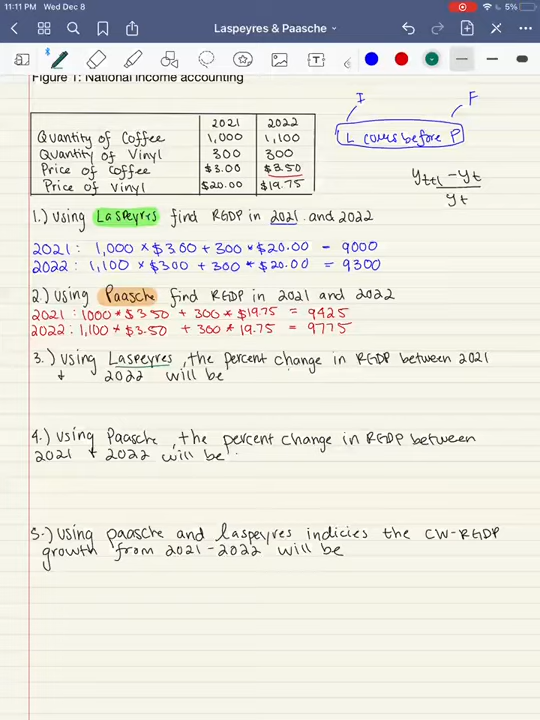 11:11 PM Wed Dec 8
5%
Laspeyres & Paasche
Figure 1: National income accounting
2021 2022
Quantity of Coffee 1,000 1,100
Quantity of Vinyl 300 300
Price of Coffee $3.00 $3.50
Price of Vinyl $20.00 $19.75
I F
L comes before P
yt+1 - yt
yt
1.) using Laspeyres find RGDP in 2021 and 2022
2021: 1,000 * $3.00 + 300 * $20.00 = 9000
2022: 1,100 * $3.00 + 300 * $20.00 = 9300
2.) using Paasche find RGDP in 2021 and 2022
2021: 1000 * $3.50 + 300 * $19.75 = 9425
2022: 1,100 * $3.50 + 300 * 19.75 = 9775
3.) using Laspeyres, the percent change in RGDP between 2021
+ 2022 will be
4.) using Paasche, the percent change in RGDP between
2021 + 2022 will be
5.) using paasche and laspeyres indicies the CW-RGDP
growth from 2021-2022 will be